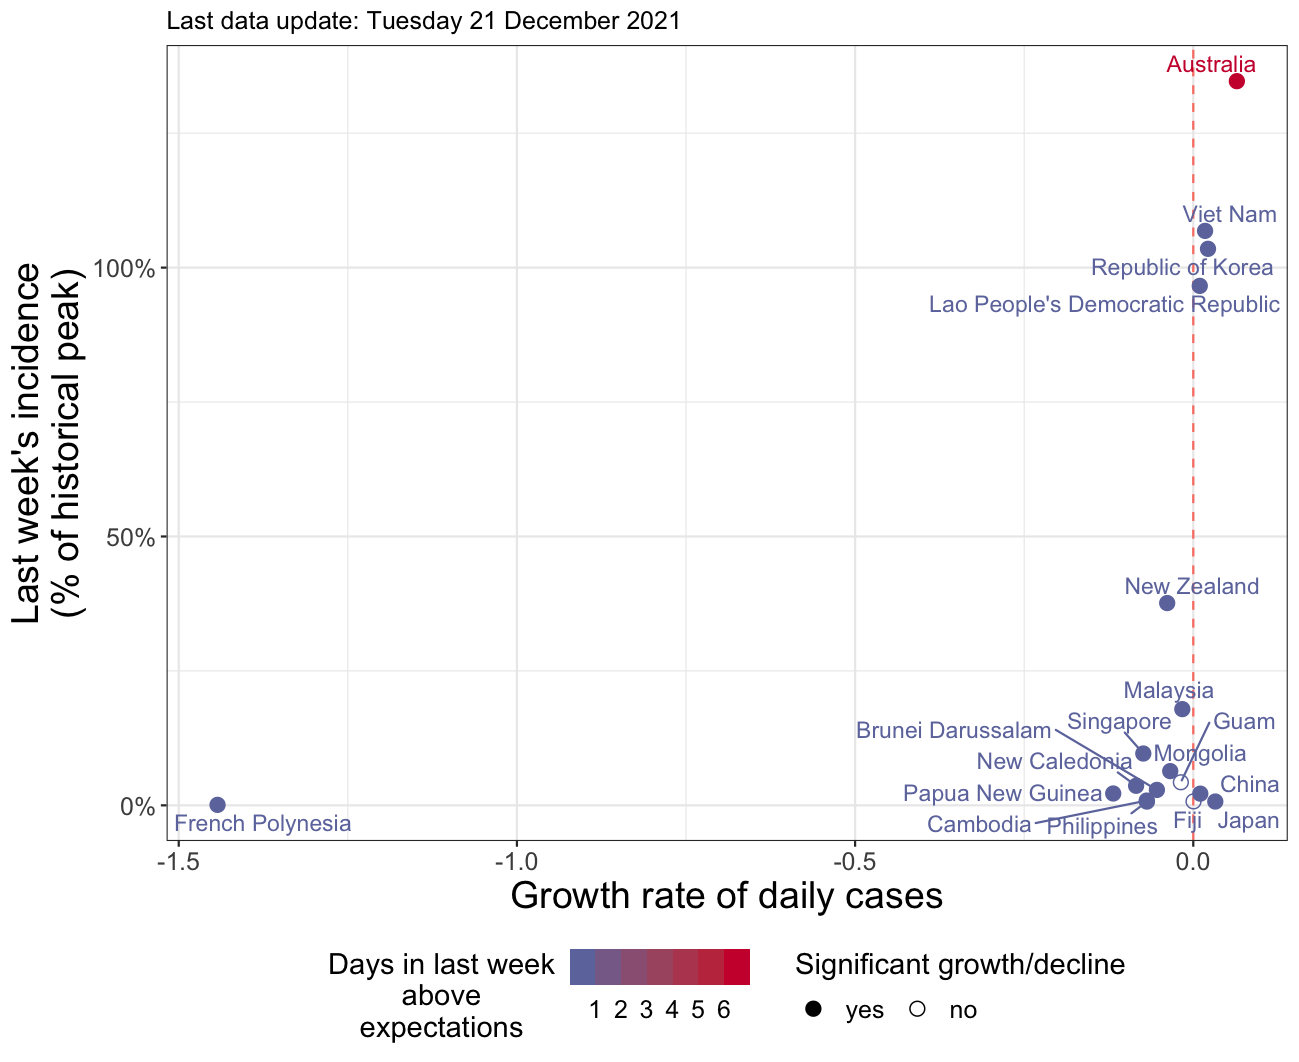 Last data update: Tuesday 21 December 2021
Last week's incidence
(% of historical peak)
100%
50%
0%
Australia
Viet Nam
Republic of Korea
Lao People's Democratic Republic
New Zealand
Malaysia
Singapore
Guam
Brunei Darussalam
Mongolia
New Caledonia
China
Papua New Guinea
Cambodia
Philippines
Fiji
Japan
French Polynesia
-1.5 -1.0 -0.5 0.0
Growth rate of daily cases
Days in last week
above
expectations
1 2 3 4 5 6
Significant growth/decline
yes no